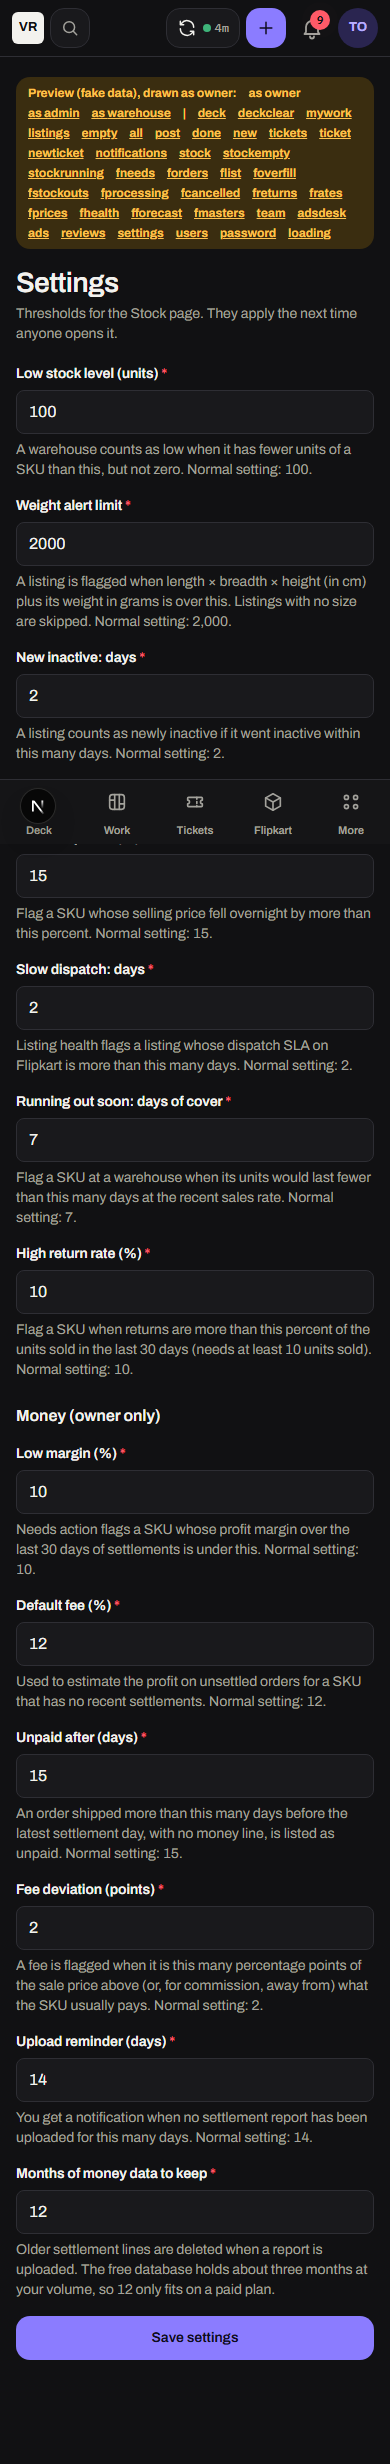 VR
4m
9
TO
Preview (fake data), drawn as owner: as owner
as admin as warehouse | deck deckclear mywork
listings empty all post done new tickets ticket
newticket notifications stock stockempty
stockrunning fneeds forders flist foverfill
fstockouts fprocessing fcancelled freturns frates
fprices fhealth fforecast fmasters team adsdesk
ads reviews settings users password loading
Settings
Thresholds for the Stock page. They apply the next time
anyone opens it.
Low stock level (units) *
100
A warehouse counts as low when it has fewer units of a
SKU than this, but not zero. Normal setting: 100.
Weight alert limit *
2000
A listing is flagged when length × breadth × height (in cm)
plus its weight in grams is over this. Listings with no size
are skipped. Normal setting: 2,000.
New inactive: days *
2
A listing counts as newly inactive if it went inactive within
this many days. Normal setting: 2.
N
Deck Work Tickets Flipkart More
15
Flag a SKU whose selling price fell overnight by more than
this percent. Normal setting: 15.
Slow dispatch: days *
2
Listing health flags a listing whose dispatch SLA on
Flipkart is more than this many days. Normal setting: 2.
Running out soon: days of cover *
7
Flag a SKU at a warehouse when its units would last fewer
than this many days at the recent sales rate. Normal
setting: 7.
High return rate (%) *
10
Flag a SKU when returns are more than this percent of the
units sold in the last 30 days (needs at least 10 units sold).
Normal setting: 10.
Money (owner only)
Low margin (%) *
10
Needs action flags a SKU whose profit margin over the
last 30 days of settlements is under this. Normal setting:
10.
Default fee (%) *
12
Used to estimate the profit on unsettled orders for a SKU
that has no recent settlements. Normal setting: 12.
Unpaid after (days) *
15
An order shipped more than this many days before the
latest settlement day, with no money line, is listed as
unpaid. Normal setting: 15.
Fee deviation (points) *
2
A fee is flagged when it is this many percentage points of
the sale price above (or, for commission, away from) what
the SKU usually pays. Normal setting: 2.
Upload reminder (days) *
14
You get a notification when no settlement report has been
uploaded for this many days. Normal setting: 14.
Months of money data to keep *
12
Older settlement lines are deleted when a report is
uploaded. The free database holds about three months at
your volume, so 12 only fits on a paid plan.
Save settings